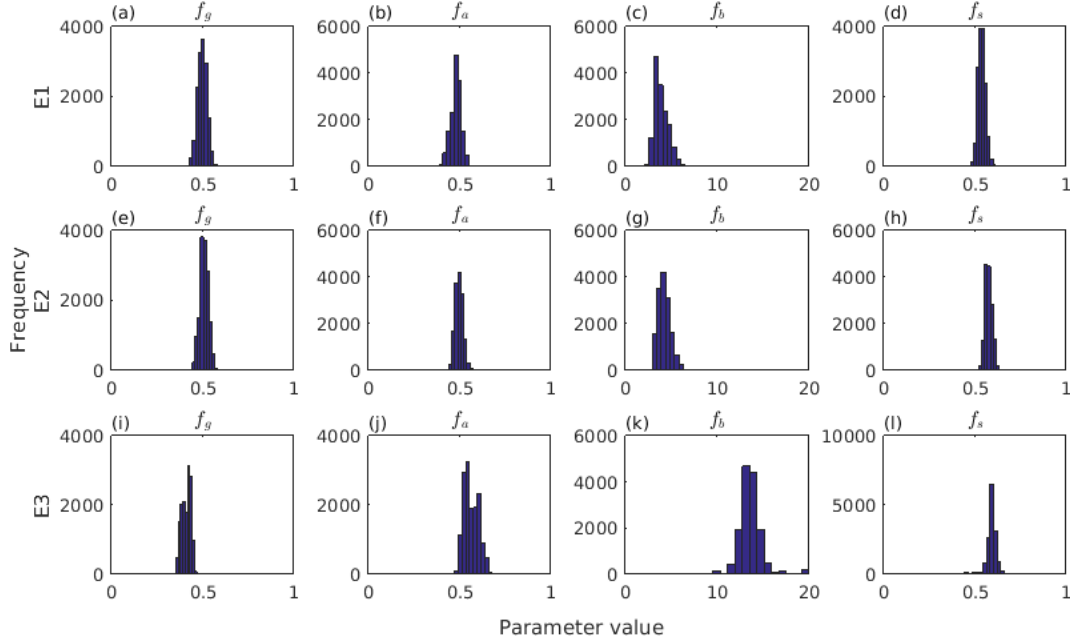 (a) f_g (b) f_a (c) f_b (d) f_s
4000 6000 6000 4000
4000 4000
E1 2000 2000
2000 2000
0 0 0 0
0 0.5 1 0 0.5 1 0 10 20 0 0.5 1
(e) f_g (f) f_a (g) f_b (h) f_s
4000 6000 6000 6000
4000 4000 4000
Frequency E2 2000
2000 2000 2000
0 0 0 0
0 0.5 1 0 0.5 1 0 10 20 0 0.5 1
(i) f_g (j) f_a (k) f_b (l) f_s
4000 4000 6000 10000
4000
E3 2000 2000 5000
2000
0 0 0 0
0 0.5 1 0 0.5 1 0 10 20 0 0.5 1
Parameter value